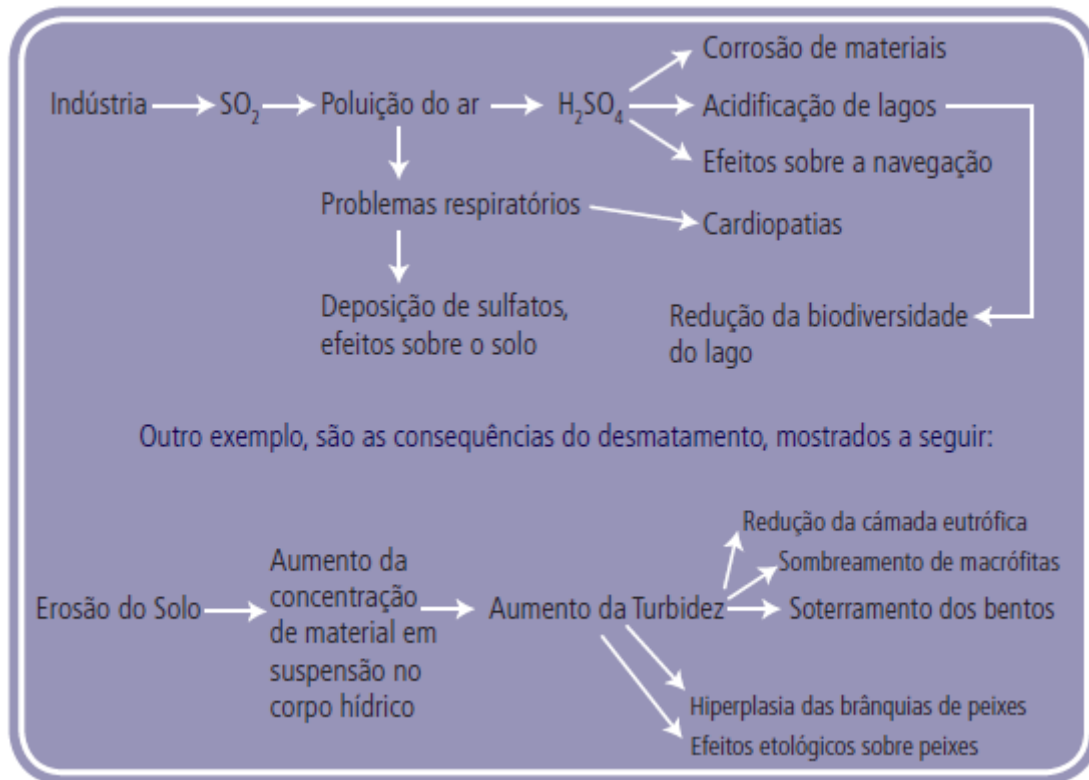 Corrosão de materiais
Indústria SO₂ Poluição do ar H₂SO₄ Acidificação de lagos
Efeitos sobre a navegação
Problemas respiratórios
Cardiopatias
Deposição de sulfatos,
efeitos sobre o solo
Redução da biodiversidade
do lago
Outro exemplo, são as consequências do desmatamento, mostrados a seguir:
Redução da cámada eutrófica
Sombreamento de macrófitas
Erosão do Solo
Aumento da
concentração
de material em
suspensão no
corpo hídrico
Aumento da Turbidez
Soterramento dos bentos
Hiperplasia das brânquias de peixes
Efeitos etológicos sobre peixes